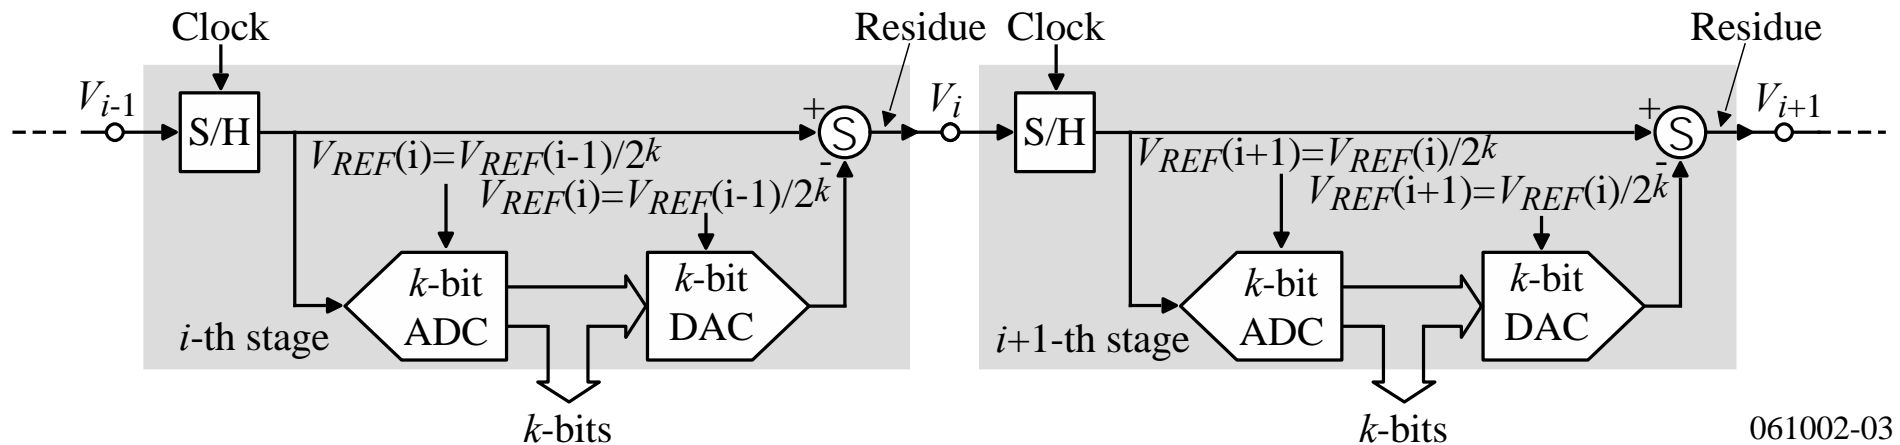 Clock
Residue
Clock
Residue
V_{i-1}
S/H
+
S
V_i
S/H
+
S
V_{i+1}
V_{REF}(i)=V_{REF}(i-1)/2^k
-
V_{REF}(i+1)=V_{REF}(i)/2^k
-
V_{REF}(i)=V_{REF}(i-1)/2^k
V_{REF}(i+1)=V_{REF}(i)/2^k
i-th stage
k-bit
ADC
k-bit
DAC
i+1-th stage
k-bit
ADC
k-bit
DAC
k-bits
k-bits
061002-03